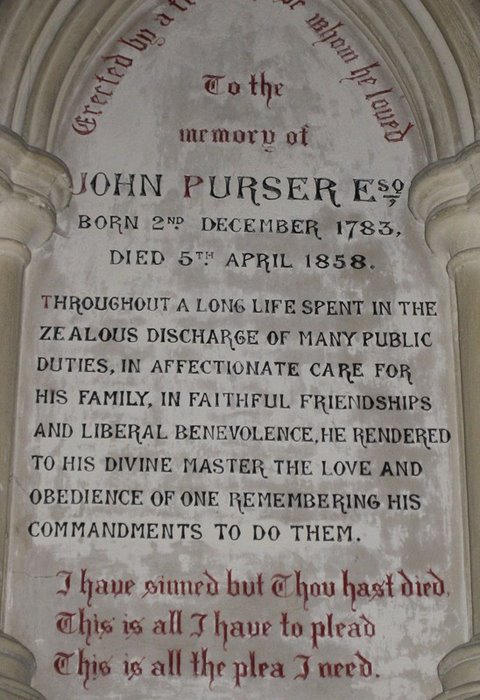 Erected by a
whom he loved
To the
memory of
JOHN PURSER ESQ,
BORN 2ND DECEMBER 1783,
DIED 5TH APRIL 1858.
THROUGHOUT A LONG LIFE SPENT IN THE
ZEALOUS DISCHARGE OF MANY PUBLIC
DUTIES, IN AFFECTIONATE CARE FOR
HIS FAMILY, IN FAITHFUL FRIENDSHIPS
AND LIBERAL BENEVOLENCE, HE RENDERED
TO HIS DIVINE MASTER THE LOVE AND
OBEDIENCE OF ONE REMEMBERING HIS
COMMANDMENTS TO DO THEM.
I have sinned but Thou hast died,
This is all I have to plead
This is all the plea I need.